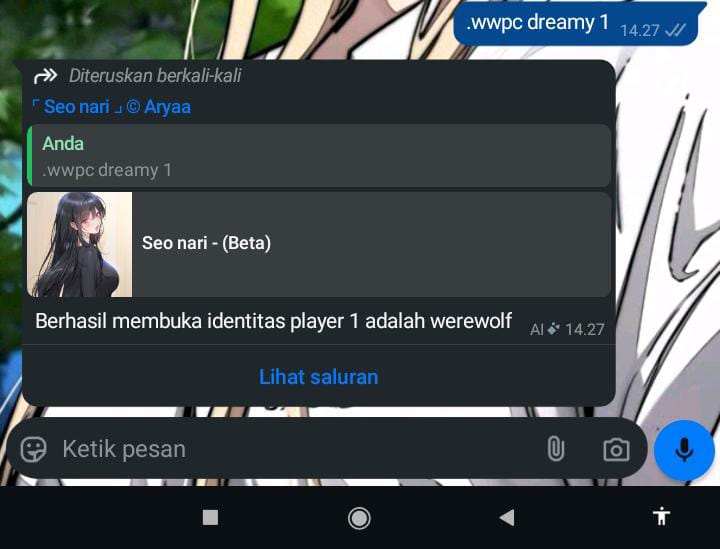 .wwpc dreamy 1 14.27
Diteruskan berkali-kali
「 Seo nari 」 © Aryaa
Anda
.wwpc dreamy 1
Seo nari - (Beta)
Berhasil membuka identitas player 1 adalah werewolf AI 14.27
Lihat saluran
Ketik pesan